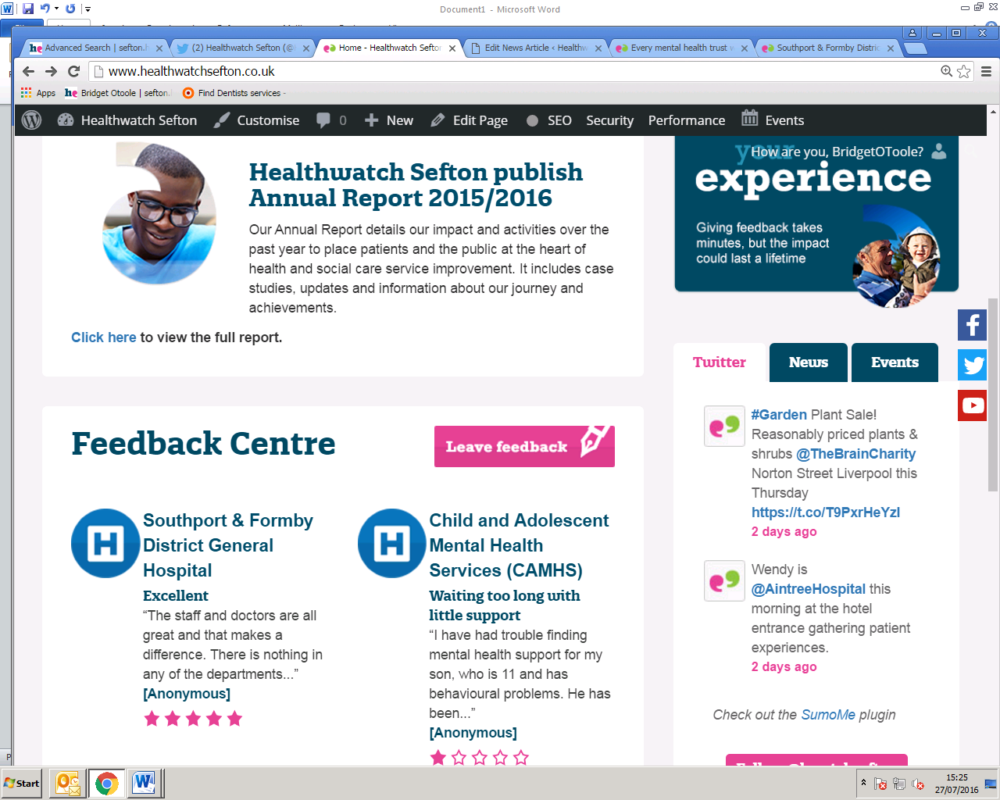 Document1 - Microsoft Word
Advanced Search | sefton.h
(2) Healthwatch Sefton (@
Home - Healthwatch Sefton
Edit News Article ‹ Healthw
Every mental health trust w
Southport & Formby Distric
www.healthwatchsefton.co.uk
Apps
Bridget Otoole | sefton.
Find Dentists services -
Healthwatch Sefton
Customise
0
New
Edit Page
SEO
Security
Performance
Events
How are you, BridgetOToole?
your
experience
Giving feedback takes
minutes, but the impact
could last a lifetime
Healthwatch Sefton publish
Annual Report 2015/2016
Our Annual Report details our impact and activities over the
past year to place patients and the public at the heart of
health and social care service improvement. It includes case
studies, updates and information about our journey and
achievements.
Click here to view the full report.
Feedback Centre
Leave feedback
Southport & Formby
District General
Hospital
Excellent
“The staff and doctors are all
great and that makes a
difference. There is nothing in
any of the departments...”
[Anonymous]
Child and Adolescent
Mental Health
Services (CAMHS)
Waiting too long with
little support
“I have had trouble finding
mental health support for my
son, who is 11 and has
behavioural problems. He has
been...”
[Anonymous]
Twitter
News
Events
#Garden Plant Sale!
Reasonably priced plants &
shrubs @TheBrainCharity
Norton Street Liverpool this
Thursday
https://t.co/T9PxrHeYzI
2 days ago
Wendy is
@AintreeHospital this
morning at the hotel
entrance gathering patient
experiences.
2 days ago
Check out the SumoMe plugin
Start
15:25
27/07/2016